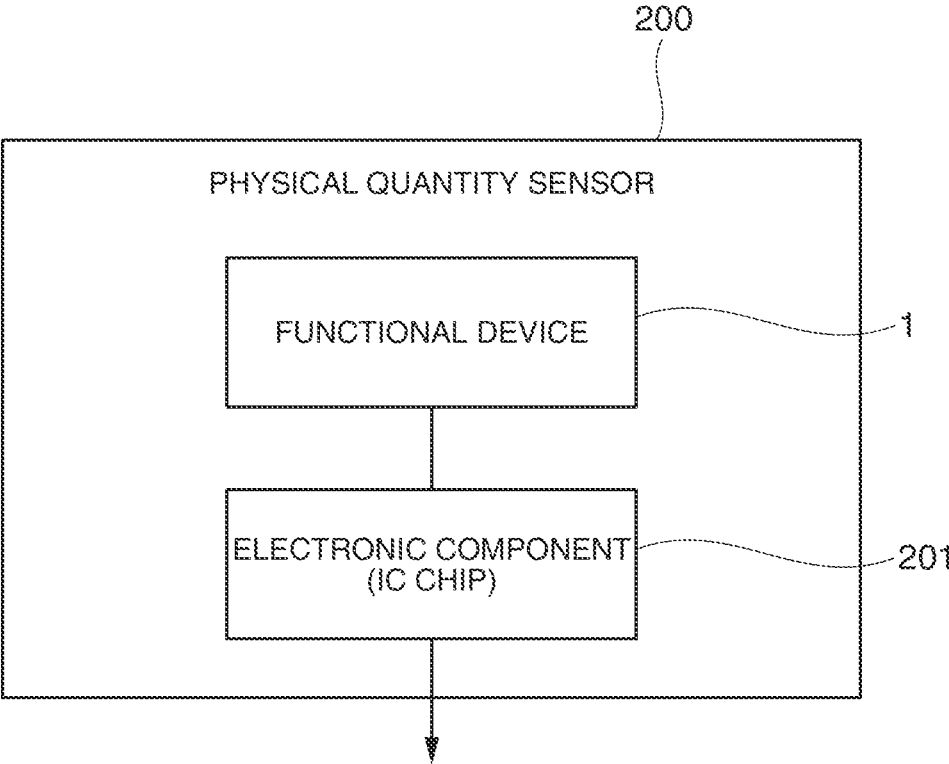 200
PHYSICAL QUANTITY SENSOR
FUNCTIONAL DEVICE
1
ELECTRONIC COMPONENT
(IC CHIP)
201